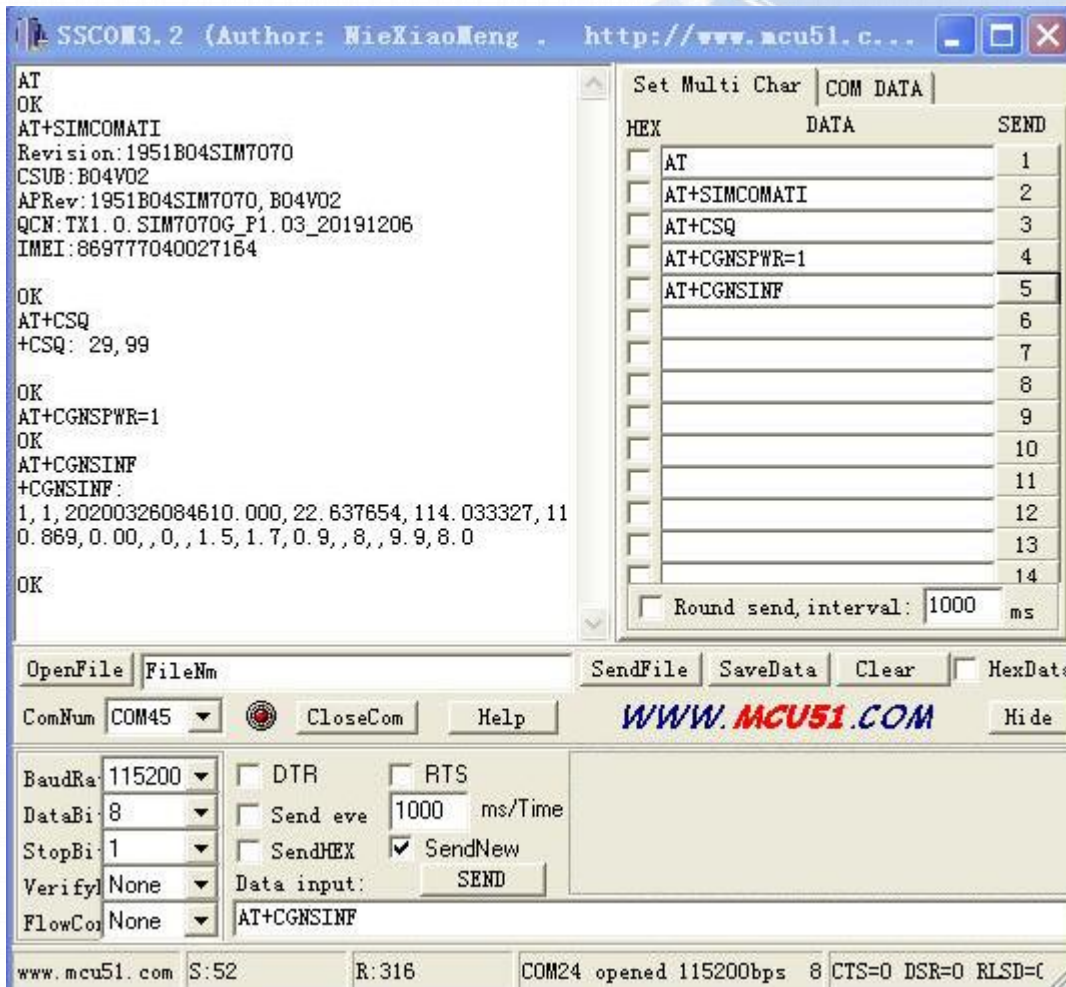 SSCOM3.2 (Author: NieXiaoMeng . http://www.mcu51.c...
AT
OK
AT+SIMCOMATI
Revision:1951B04SIM7070
CSUB:B04V02
APRev:1951B04SIM7070,B04V02
QCN:TX1.0.SIM7070G_P1.03_20191206
IMEI:869777040027164
OK
AT+CSQ
+CSQ: 29,99
OK
AT+CGNSPWR=1
OK
AT+CGNSINF
+CGNSINF:
1,1,20200326084610.000,22.637654,114.033327,11
0.869,0.00,,0,,1.5,1.7,0.9,,8,,9.9,8.0
OK
Set Multi Char COM DATA
HEX DATA SEND
AT 1
AT+SIMCOMATI 2
AT+CSQ 3
AT+CGNSPWR=1 4
AT+CGNSINF 5
6
7
8
9
10
11
12
13
14
Round send, interval: 1000 ms
OpenFile FileNm SendFile SaveData Clear HexData
ComNum COM45 CloseCom Help WWW.MCU51.COM Hide
BaudRa 115200 DTR RTS
DataBi 8 Send eve 1000 ms/Time
StopBi 1 SendHEX SendNew
Verify None Data input: SEND
FlowCo None AT+CGNSINF
www.mcu51.com S:52 R:316 COM24 opened 115200bps 8 CTS=0 DSR=0 RLSD=